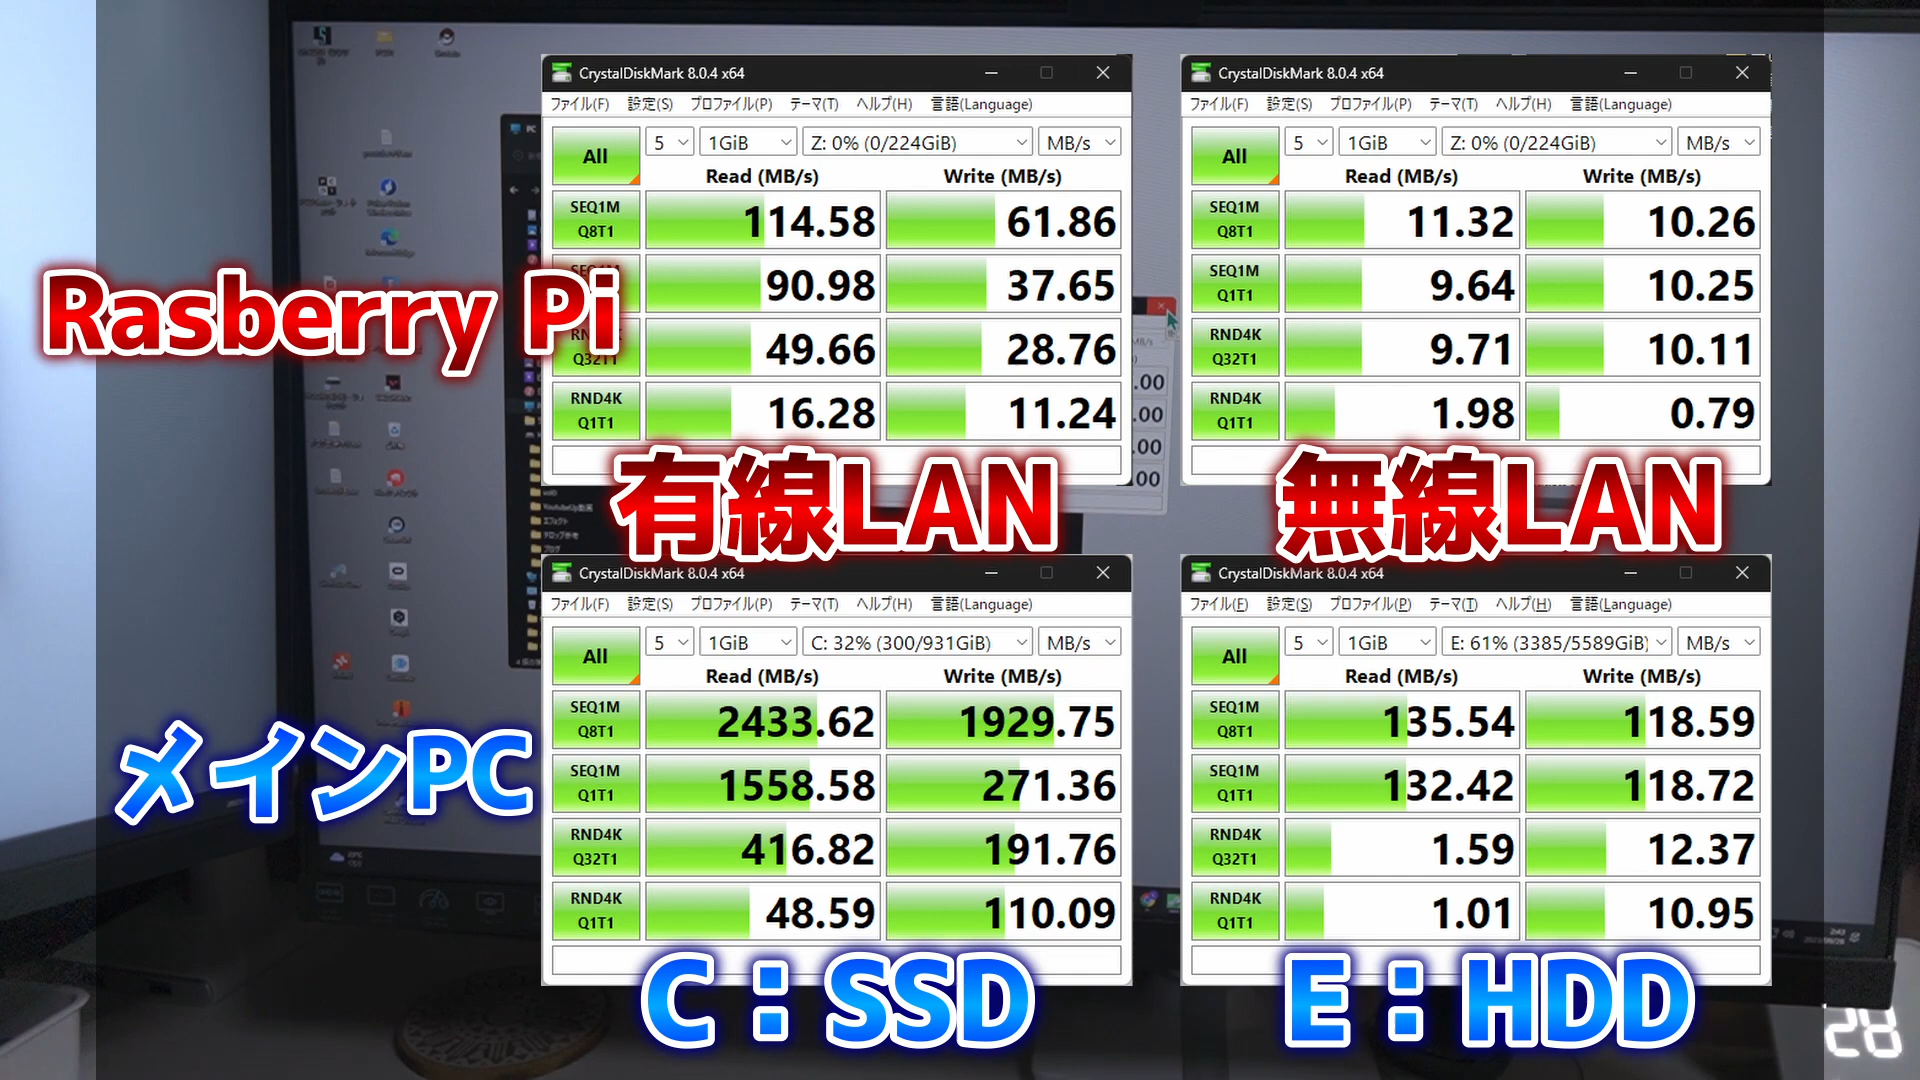 CrystalDiskMark 8.0.4 x64
ファイル(F) 設定(S) プロファイル(P) テーマ(T) ヘルプ(H) 言語(Language)
All 5 1GiB Z: 0% (0/224GiB) MB/s
Read (MB/s) Write (MB/s)
SEQ1M Q8T1 114.58 61.86
SEQ1M 90.98 37.65
RND4K Q32T1 49.66 28.76
RND4K Q1T1 16.28 11.24
Rasberry Pi
有線LAN
CrystalDiskMark 8.0.4 x64
ファイル(F) 設定(S) プロファイル(P) テーマ(T) ヘルプ(H) 言語(Language)
All 5 1GiB Z: 0% (0/224GiB) MB/s
Read (MB/s) Write (MB/s)
SEQ1M Q8T1 11.32 10.26
SEQ1M Q1T1 9.64 10.25
RND4K Q32T1 9.71 10.11
RND4K Q1T1 1.98 0.79
無線LAN
CrystalDiskMark 8.0.4 x64
ファイル(F) 設定(S) プロファイル(P) テーマ(T) ヘルプ(H) 言語(Language)
All 5 1GiB C: 32% (300/931GiB) MB/s
Read (MB/s) Write (MB/s)
SEQ1M Q8T1 2433.62 1929.75
SEQ1M Q1T1 1558.58 271.36
RND4K Q32T1 416.82 191.76
RND4K Q1T1 48.59 110.09
メインPC
C：SSD
CrystalDiskMark 8.0.4 x64
ファイル(F) 設定(S) プロファイル(P) テーマ(T) ヘルプ(H) 言語(Language)
All 5 1GiB E: 61% (3385/5589GiB) MB/s
Read (MB/s) Write (MB/s)
SEQ1M Q8T1 135.54 118.59
SEQ1M Q1T1 132.42 118.72
RND4K Q32T1 1.59 12.37
RND4K Q1T1 1.01 10.95
E：HDD
PC
.00
.00
.00
.00
28